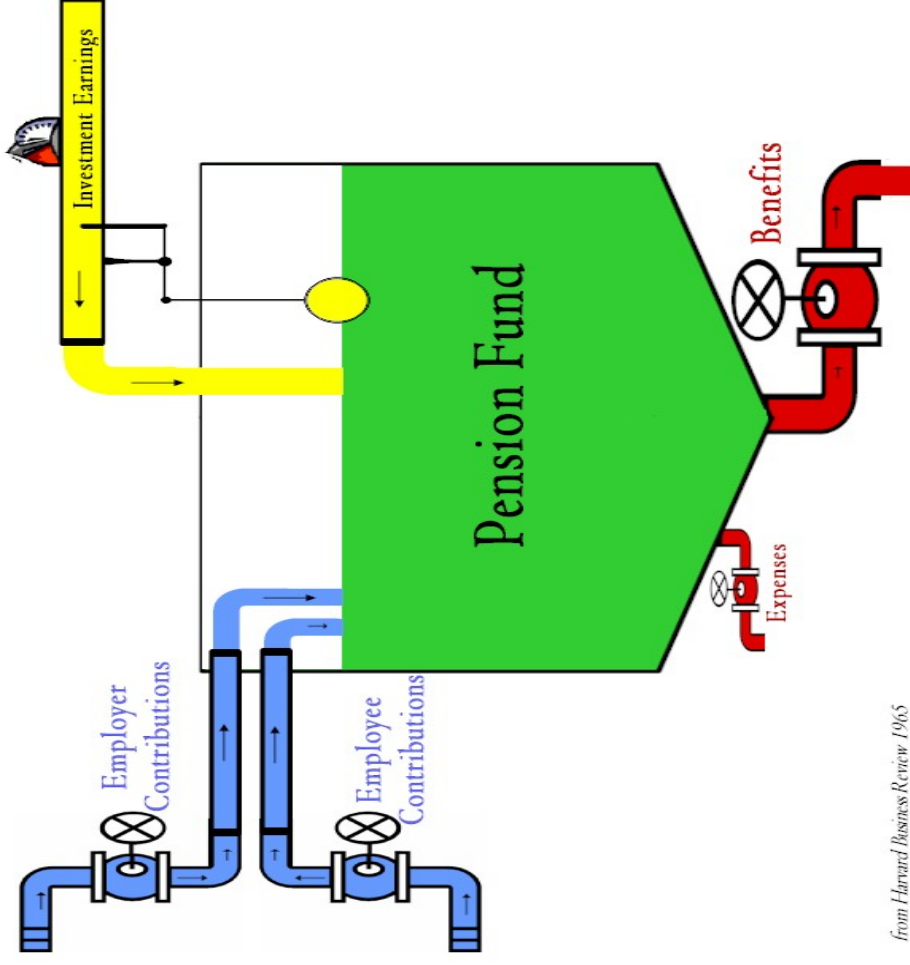 Investment Earnings
Employer
Contributions
Employee
Contributions
Pension Fund
Expenses
Benefits
from Harvard Business Review 1965